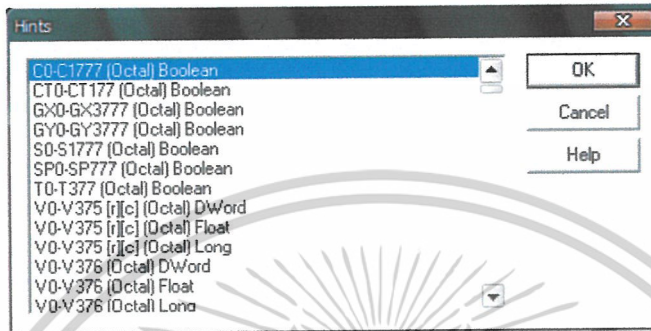 Hints
C0-C1777 (Octal) Boolean
CT0-CT177 (Octal) Boolean
GX0-GX3777 (Octal) Boolean
GY0-GY3777 (Octal) Boolean
S0-S1777 (Octal) Boolean
SP0-SP777 (Octal) Boolean
T0-T377 (Octal) Boolean
V0-V375 [r][c] (Octal) DWord
V0-V375 [r][c] (Octal) Float
V0-V375 [r][c] (Octal) Long
V0-V376 (Octal) DWord
V0-V376 (Octal) Float
V0-V376 (Octal) Long
OK
Cancel
Help